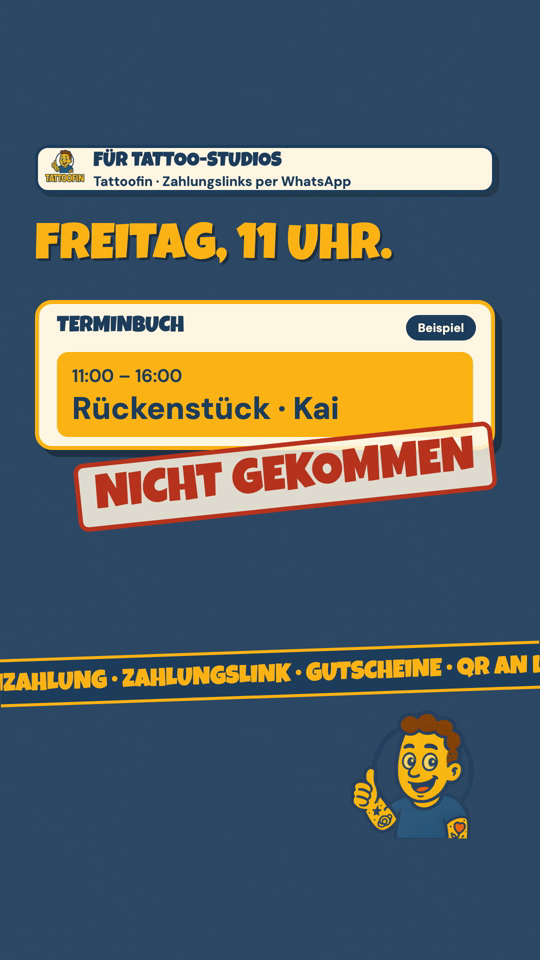 FÜR TATTOO-STUDIOS
TATTOOFIN
Tattoofin · Zahlungslinks per WhatsApp
FREITAG, 11 UHR.
TERMINBUCH
Beispiel
11:00 – 16:00
Rückenstück · Kai
NICHT GEKOMMEN
NZAHLUNG · ZAHLUNGSLINK · GUTSCHEINE · QR AN